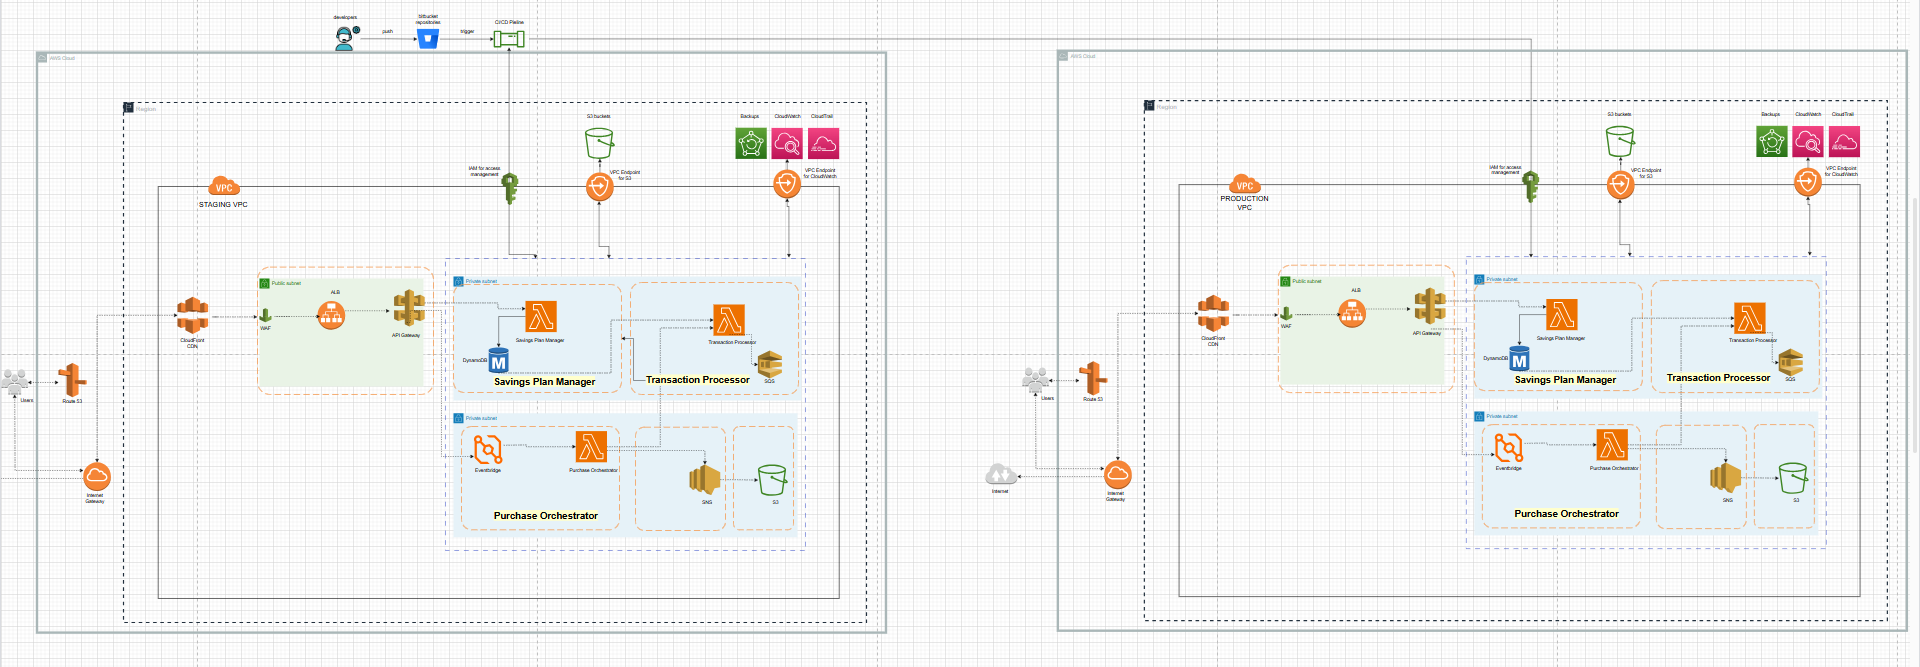 developers
bitbucket
repositories
CI/CD Pieline
push
trigger
AWS Cloud
Region
S3 buckets
Backups
CloudWatch
CloudTrail
IAM for access
management
VPC Endpoint
for S3
VPC Endpoint
for CloudWatch
VPC
STAGING VPC
Public subnet
ALB
WAF
API Gateway
CloudFront
CDN
Users
Route 53
Internet
Gateway
Private subnet
Savings Plan Manager
DynamoDB
Savings Plan Manager
Transaction Processor
SQS
Transaction Processor
Private subnet
Eventbridge
Purchase Orchestrator
SNS
S3
Purchase Orchestrator
AWS Cloud
Region
S3 buckets
Backups
CloudWatch
CloudTrail
IAM for access
management
VPC Endpoint
for S3
VPC Endpoint
for CloudWatch
VPC
PRODUCTION
VPC
Public subnet
ALB
WAF
API Gateway
CloudFront
CDN
Users
Route 53
Internet
Internet
Gateway
Private subnet
Savings Plan Manager
DynamoDB
Savings Plan Manager
Transaction Processor
SQS
Transaction Processor
Private subnet
Eventbridge
Purchase Orchestrator
SNS
S3
Purchase Orchestrator